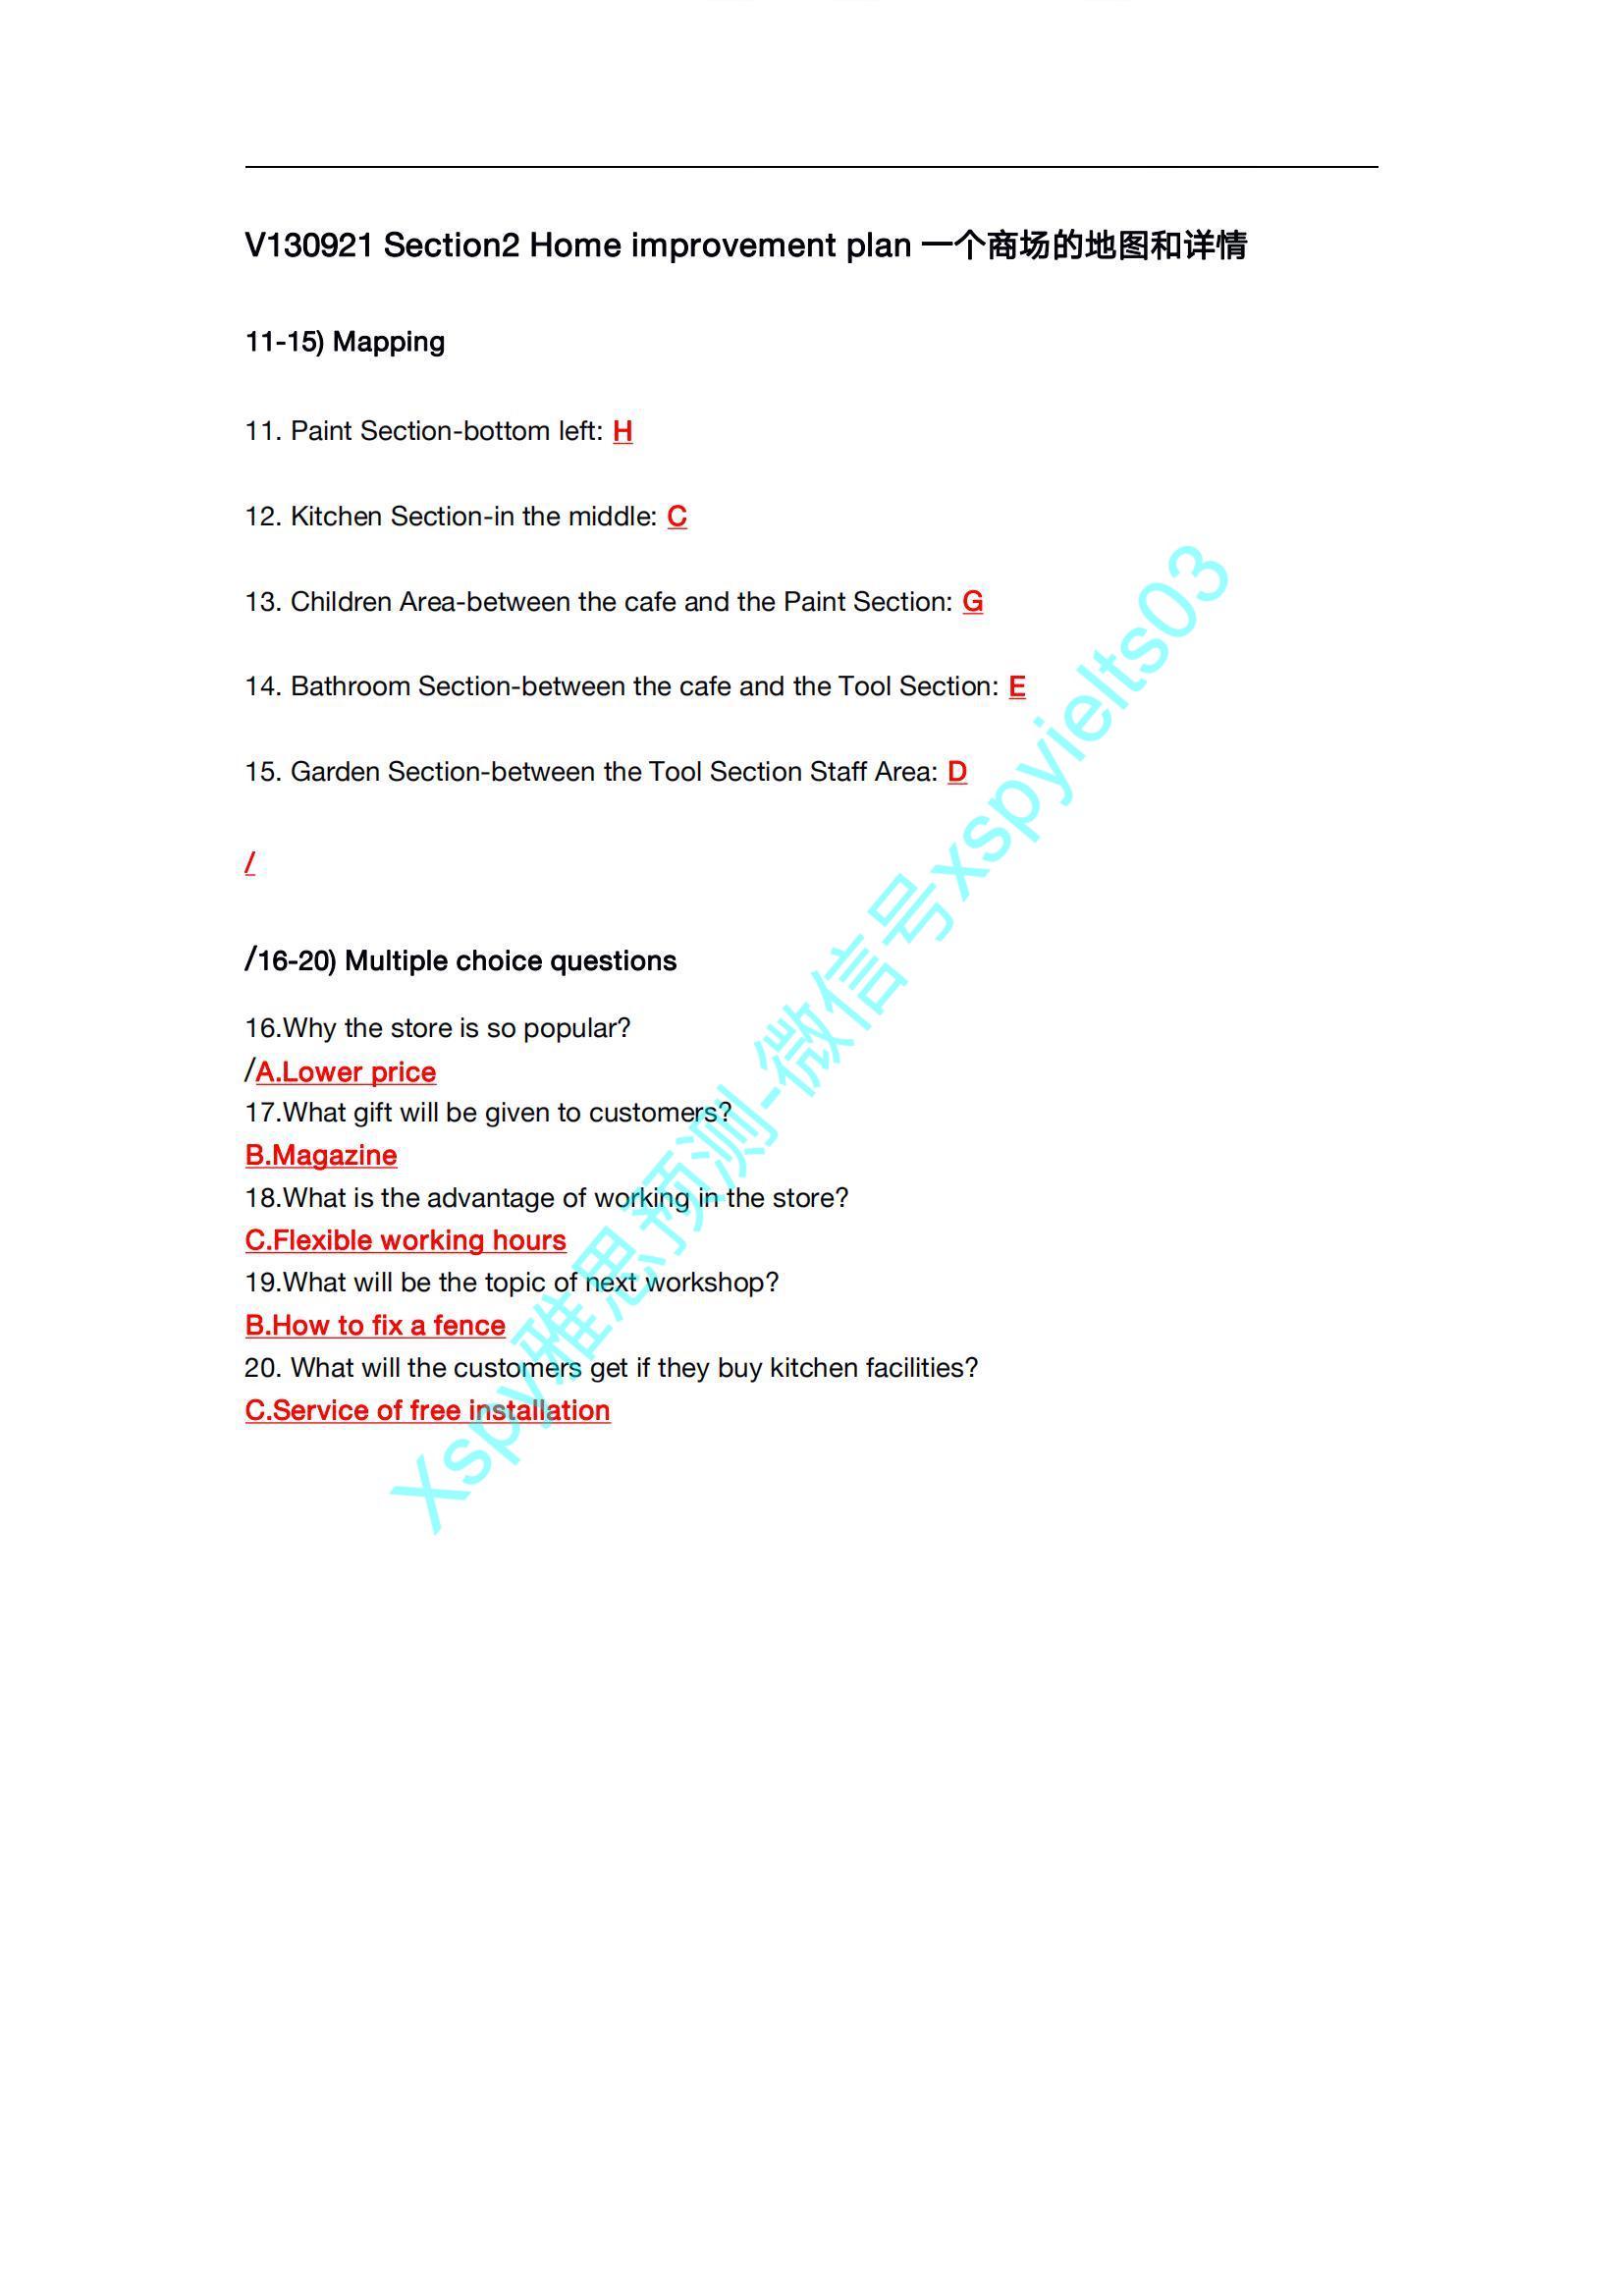 V130921 Section2 Home improvement plan 一个商场的地图和详情
11-15) Mapping
11. Paint Section-bottom left: H
12. Kitchen Section-in the middle: C
13. Children Area-between the cafe and the Paint Section: G
14. Bathroom Section-between the cafe and the Tool Section: E
15. Garden Section-between the Tool Section Staff Area: D
/
/16-20) Multiple choice questions
16.Why the store is so popular?
/A.Lower price
17.What gift will be given to customers?
B.Magazine
18.What is the advantage of working in the store?
C.Flexible working hours
19.What will be the topic of next workshop?
B.How to fix a fence
20. What will the customers get if they buy kitchen facilities?
C.Service of free installation
Xspy雅思预测-微信号xspyielts03